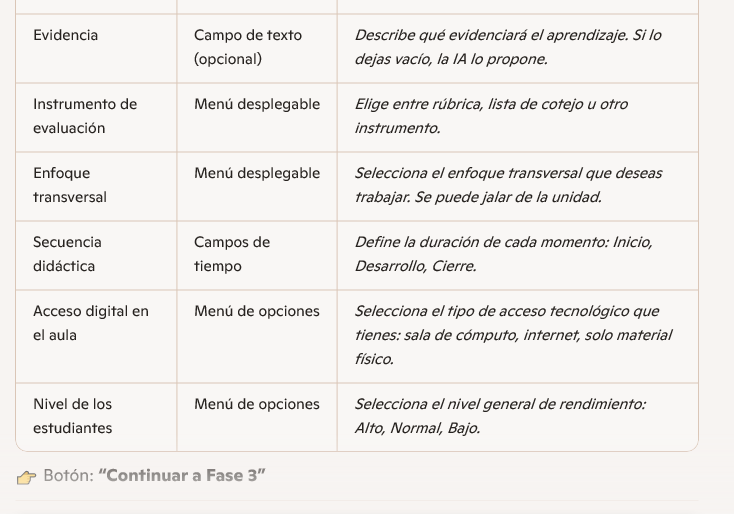 Evidencia
Campo de texto
(opcional)
Describe qué evidenciará el aprendizaje. Si lo
dejas vacío, la IA lo propone.
Instrumento de
evaluación
Menú desplegable
Elige entre rúbrica, lista de cotejo u otro
instrumento.
Enfoque
transversal
Menú desplegable
Selecciona el enfoque transversal que deseas
trabajar. Se puede jalar de la unidad.
Secuencia
didáctica
Campos de
tiempo
Define la duración de cada momento: Inicio,
Desarrollo, Cierre.
Acceso digital en
el aula
Menú de opciones
Selecciona el tipo de acceso tecnológico que
tienes: sala de cómputo, internet, solo material
físico.
Nivel de los
estudiantes
Menú de opciones
Selecciona el nivel general de rendimiento:
Alto, Normal, Bajo.
👉 Botón: “Continuar a Fase 3”